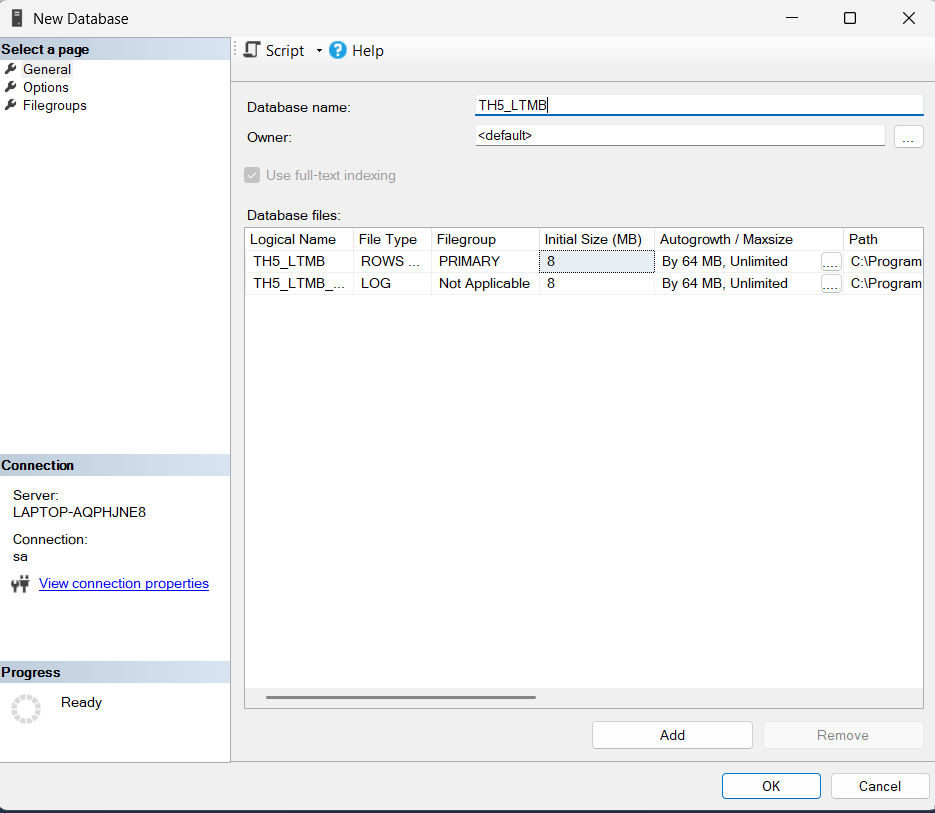 New Database
Select a page
General
Options
Filegroups
Script
Help
Database name:
TH5_LTMB
Owner:
<default>
...
Use full-text indexing
Database files:
Logical Name File Type Filegroup Initial Size (MB) Autogrowth / Maxsize Path
TH5_LTMB ROWS ... PRIMARY 8 By 64 MB, Unlimited .... C:\Program
TH5_LTMB_... LOG Not Applicable 8 By 64 MB, Unlimited .... C:\Program
Connection
Server:
LAPTOP-AQPHJNE8
Connection:
sa
View connection properties
Progress
Ready
Add Remove
OK Cancel